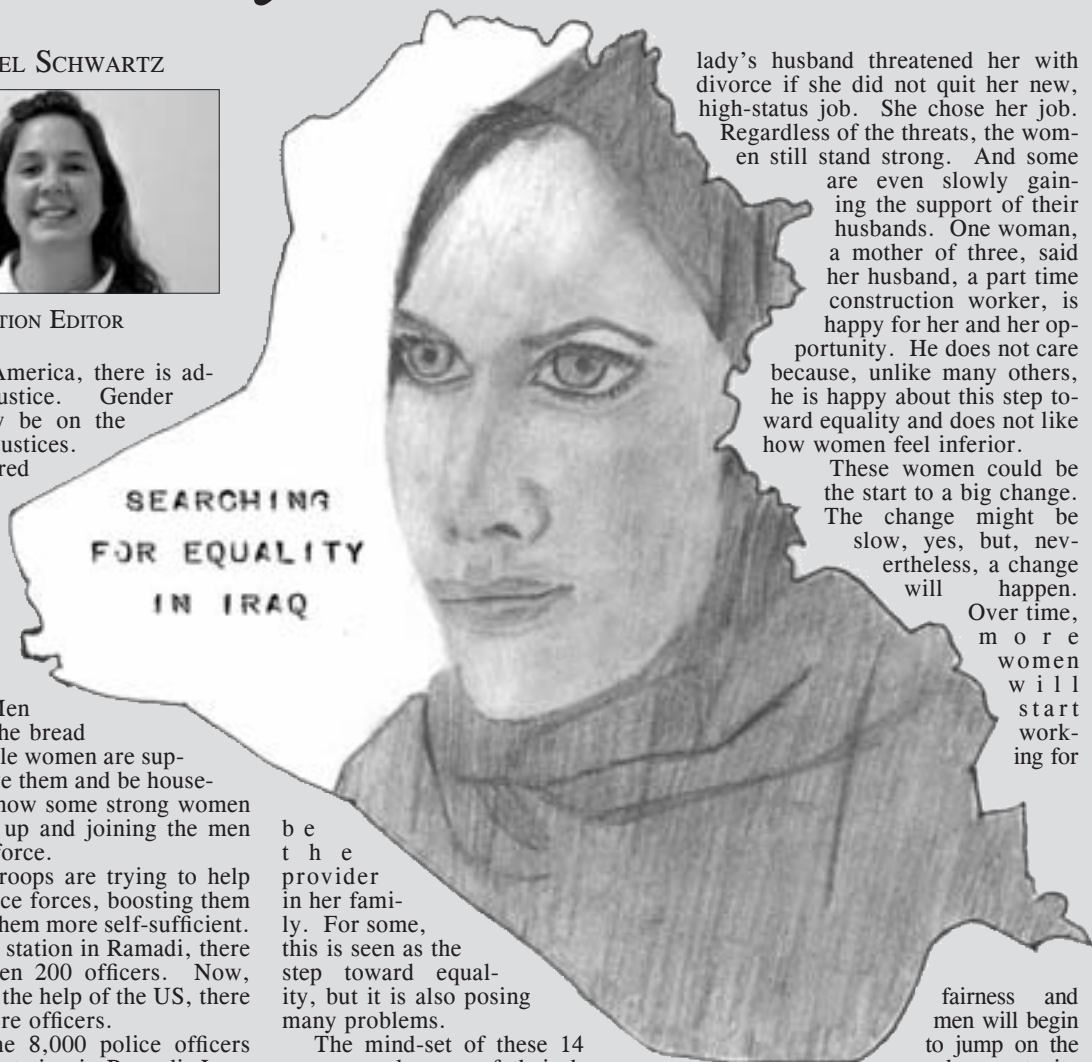 EL SCHWARTZ
TION EDITOR
America, there is ad-
ustice. Gender
y be on the
ustices.
red
SEARCHING
FOR EQUALITY
IN IRAQ
Men
he bread
le women are sup-
e them and be house-
now some strong women
up and joining the men
force.
roops are trying to help
ce forces, boosting them
hem more self-sufficient.
station in Ramadi, there
en 200 officers. Now,
the help of the US, there
re officers.
he 8,000 police officers
in Ramadi,
be
the
provider
in her fami-
ly. For some,
this is seen as the
step toward equal-
ity, but it is also posing
many problems.
The mind-set of these 14
lady's husband threatened her with
divorce if she did not quit her new,
high-status job. She chose her job.
Regardless of the threats, the wom-
en still stand strong. And some
are even slowly gain-
ing the support of their
husbands. One woman,
a mother of three, said
her husband, a part time
construction worker, is
happy for her and her op-
portunity. He does not care
because, unlike many others,
he is happy about this step to-
ward equality and does not like
how women feel inferior.
These women could be
the start to a big change.
The change might be
slow, yes, but, nev-
ertheless, a change
will happen.
Over time,
more
women
will
start
work-
ing for
fairness and
men will begin
to jump on the